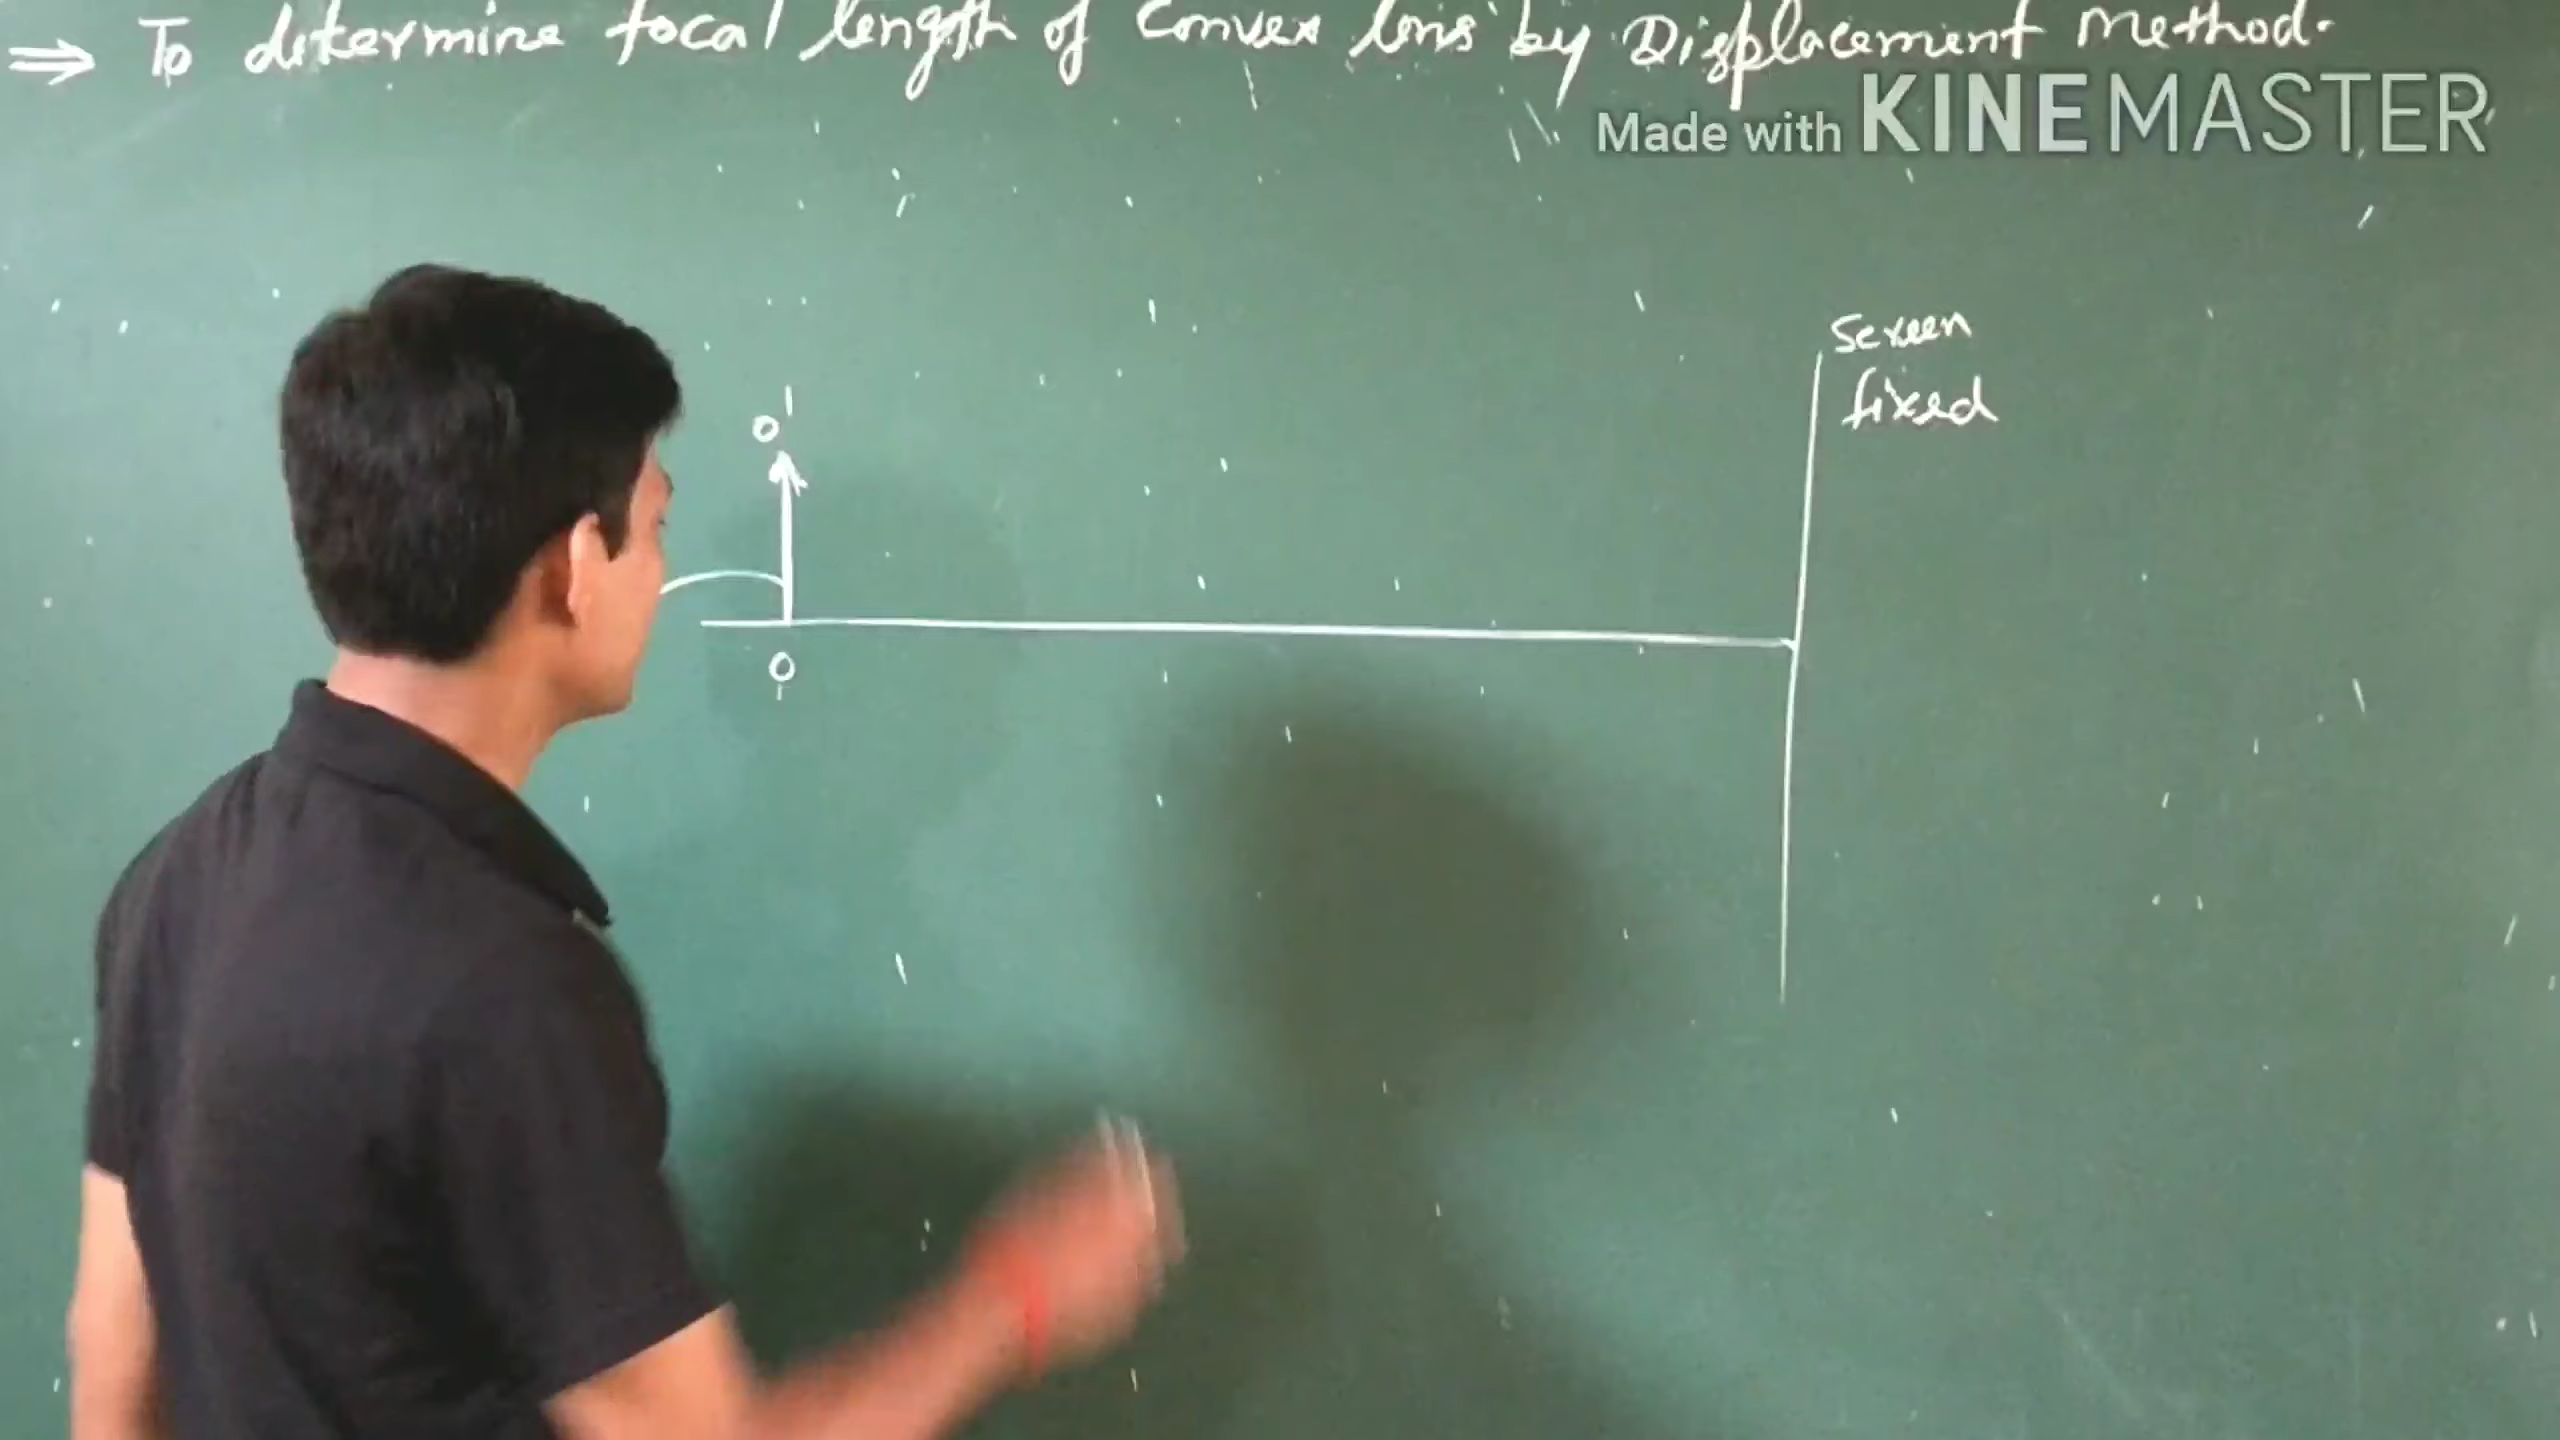 ⇒ To determine focal length of Convex lens by Displacement Method.
Made with KINEMASTER
Screen
fixed
O'
O